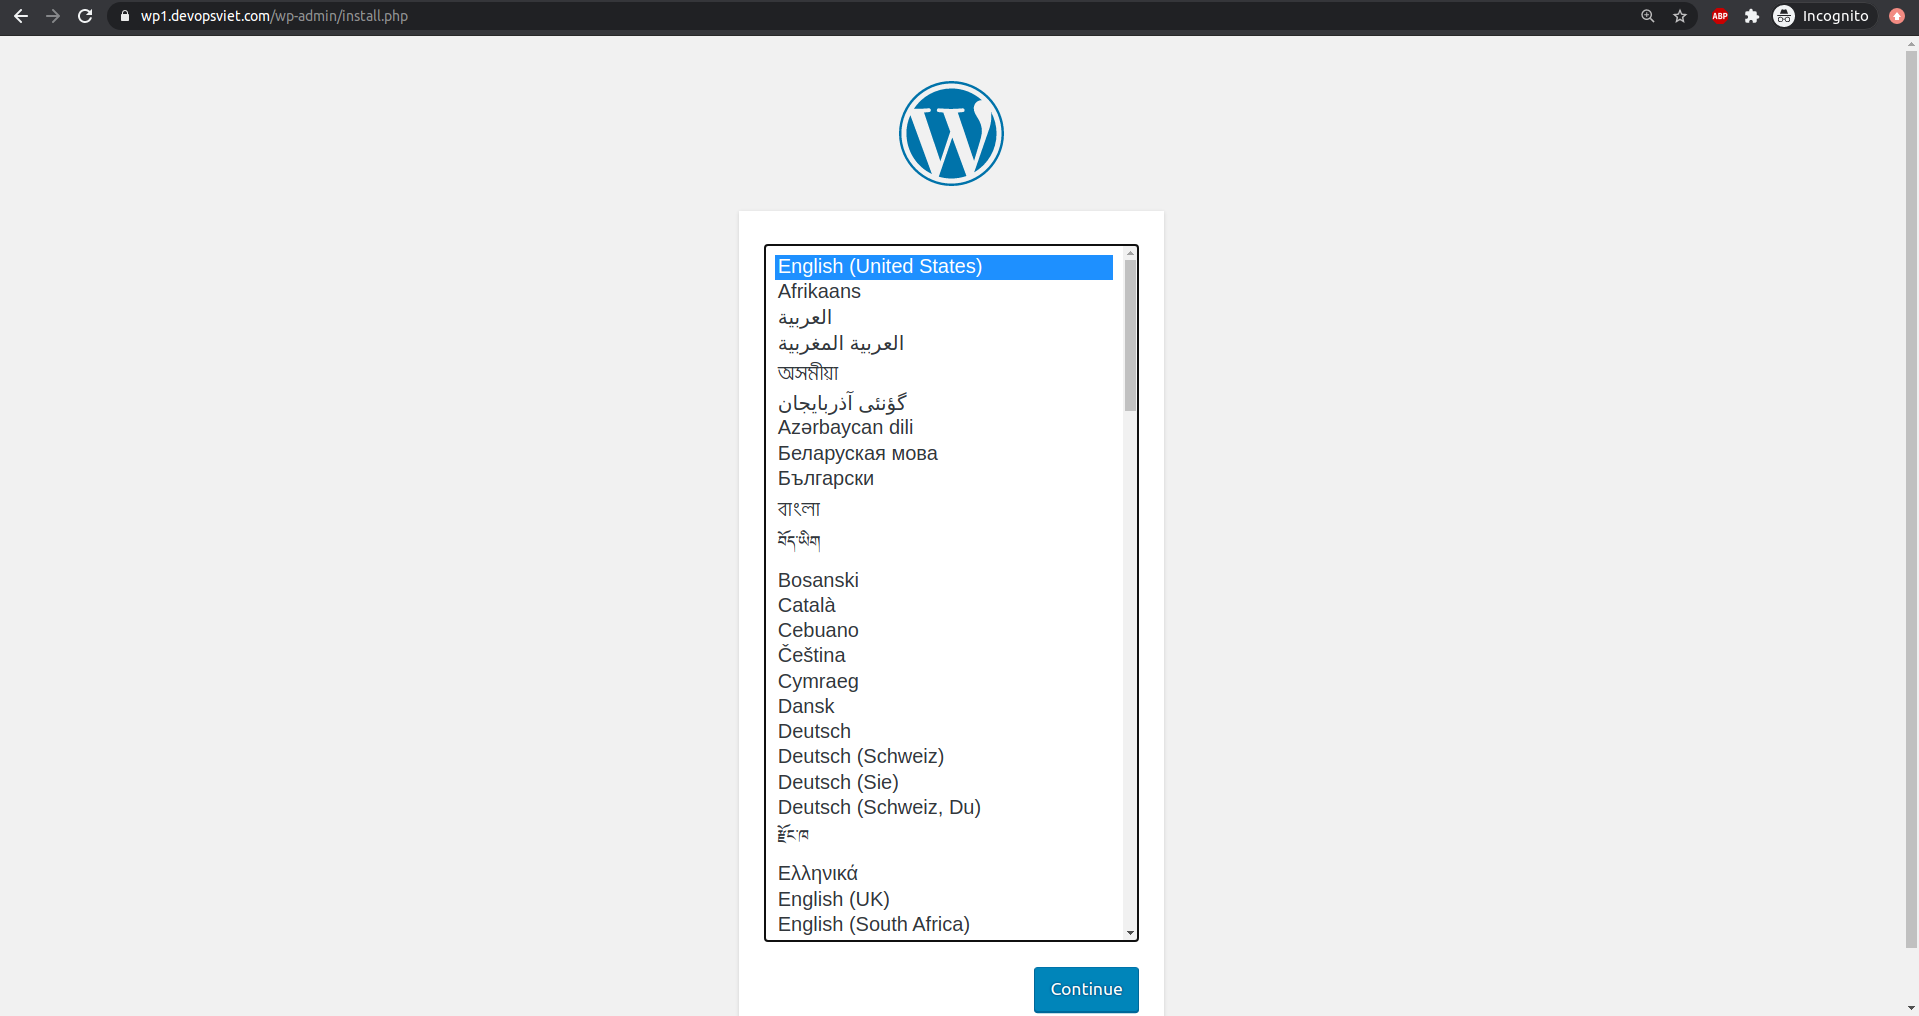 wp1.devopsviet.com/wp-admin/install.php
ABP
Incognito
English (United States)
Afrikaans
العربية
العربية المغربية
অসমীয়া
گؤنئی آذربایجان
Azərbaycan dili
Беларуская мова
Български
বাংলা
བོད་ཡིག
Bosanski
Català
Cebuano
Čeština
Cymraeg
Dansk
Deutsch
Deutsch (Schweiz)
Deutsch (Sie)
Deutsch (Schweiz, Du)
རྫོང་ཁ
Ελληνικά
English (UK)
English (South Africa)
Continue